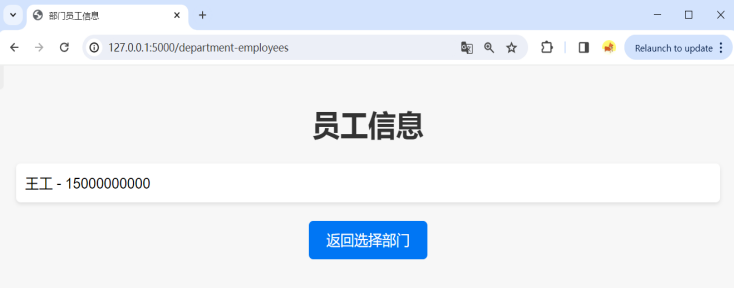 部门员工信息
127.0.0.1:5000/department-employees
Relaunch to update
员工信息
王工 - 15000000000
返回选择部门